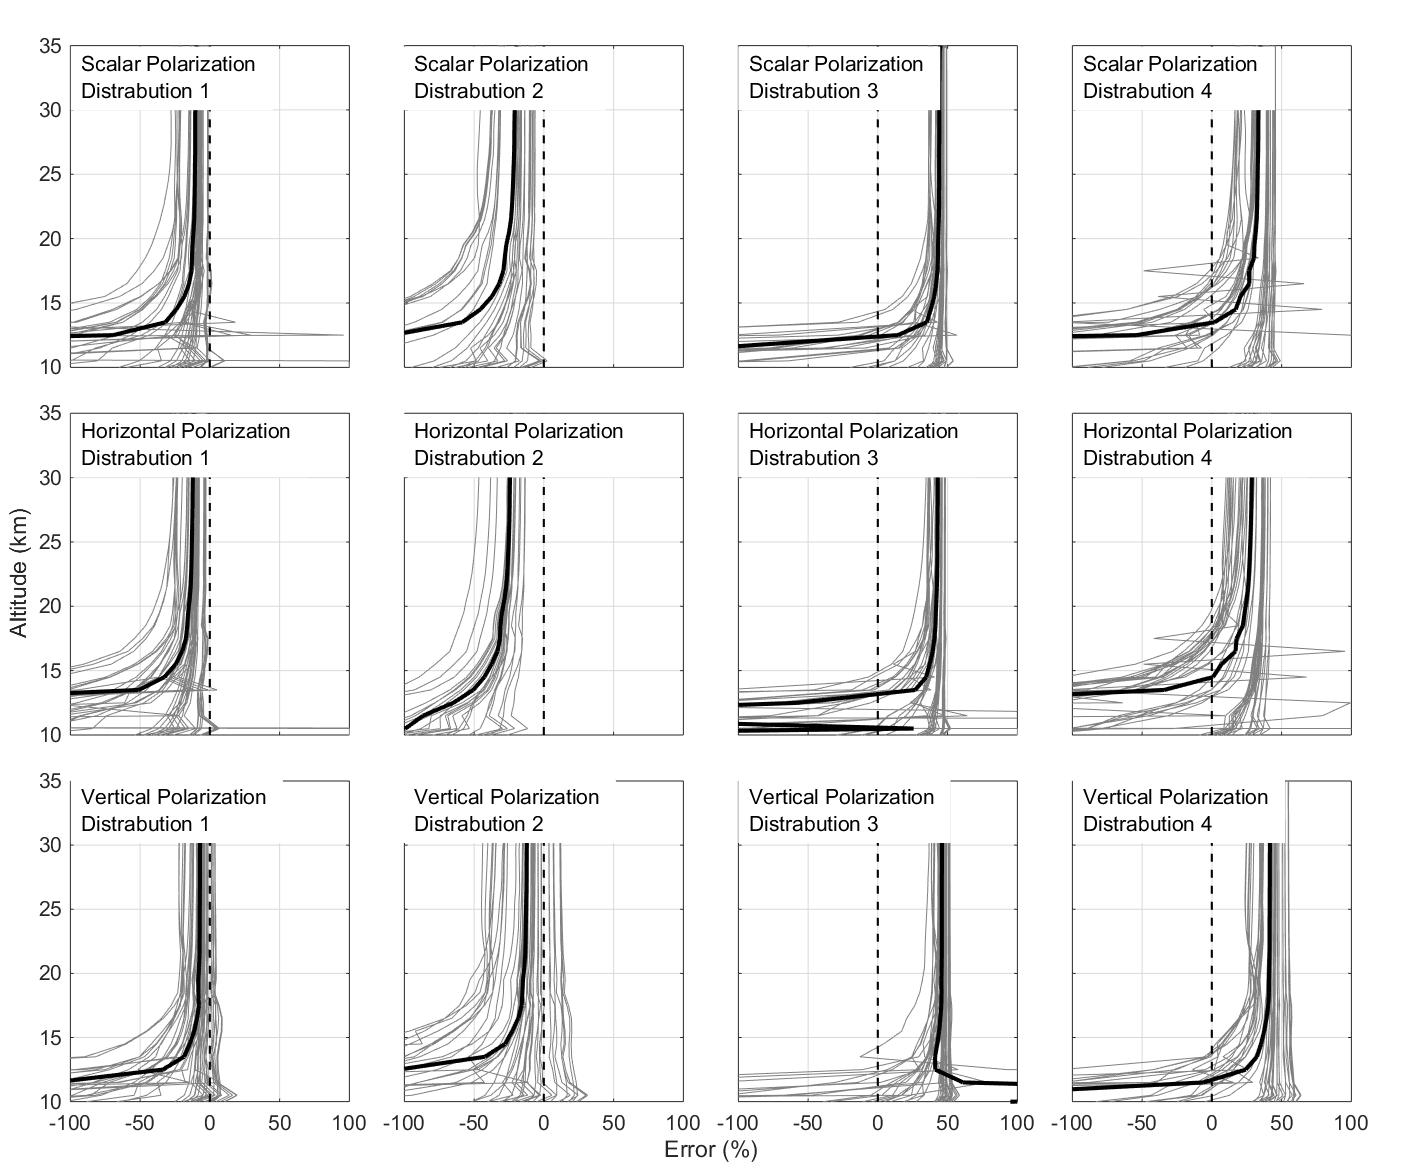 35 Scalar Polarization Scalar Polarization Scalar Polarization Scalar Polarization
Distrabution 1 Distrabution 2 Distrabution 3 Distrabution 4
30
25
20
15
10
35 Horizontal Polarization Horizontal Polarization Horizontal Polarization Horizontal Polarization
Distrabution 1 Distrabution 2 Distrabution 3 Distrabution 4
30
25
20
15
10
Altitude (km)
35 Vertical Polarization Vertical Polarization Vertical Polarization Vertical Polarization
Distrabution 1 Distrabution 2 Distrabution 3 Distrabution 4
30
25
20
15
10
-100 -50 0 50 100 -100 -50 0 50 100 -100 -50 0 50 100 -100 -50 0 50 100
Error (%)